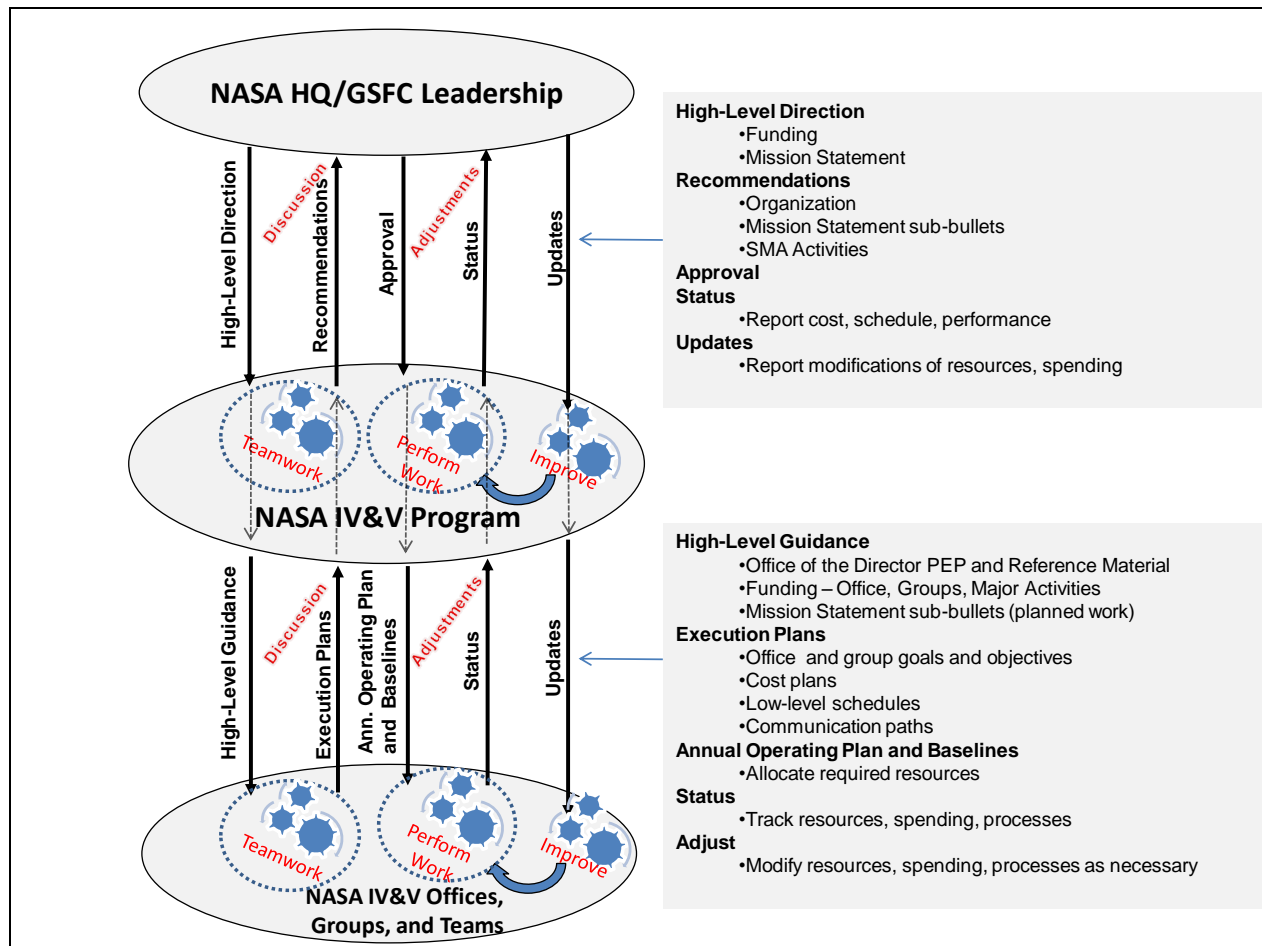 NASA HQ/GSFC Leadership
High-Level Direction
Discussion
Recommendations
Approval
Adjustments
Status
Updates
High-Level Direction
•Funding
•Mission Statement
Recommendations
•Organization
•Mission Statement sub-bullets
•SMA Activities
Approval
Status
•Report cost, schedule, performance
Updates
•Report modifications of resources, spending
Teamwork
Perform
Work
Improve
NASA IV&V Program
High-Level Guidance
Discussion
Execution Plans
Ann. Operating Plan
and Baselines
Adjustments
Status
Updates
High-Level Guidance
•Office of the Director PEP and Reference Material
•Funding – Office, Groups, Major Activities
•Mission Statement sub-bullets (planned work)
Execution Plans
•Office and group goals and objectives
•Cost plans
•Low-level schedules
•Communication paths
Annual Operating Plan and Baselines
•Allocate required resources
Status
•Track resources, spending, processes
Adjust
•Modify resources, spending, processes as necessary
Teamwork
Perform
Work
Improve
NASA IV&V Offices,
Groups, and Teams